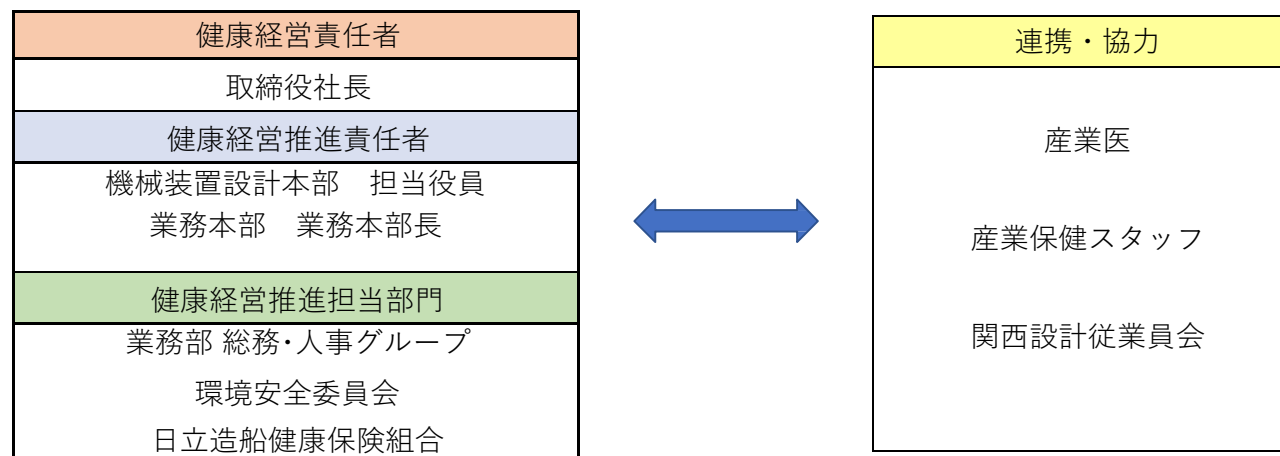 健康経営責任者
取締役社長
健康経営推進責任者
機械装置設計本部　担当役員
業務本部　業務本部長
健康経営推進担当部門
業務部 総務･人事グループ
環境安全委員会
日立造船健康保険組合
連携・協力
産業医
産業保健スタッフ
関西設計従業員会